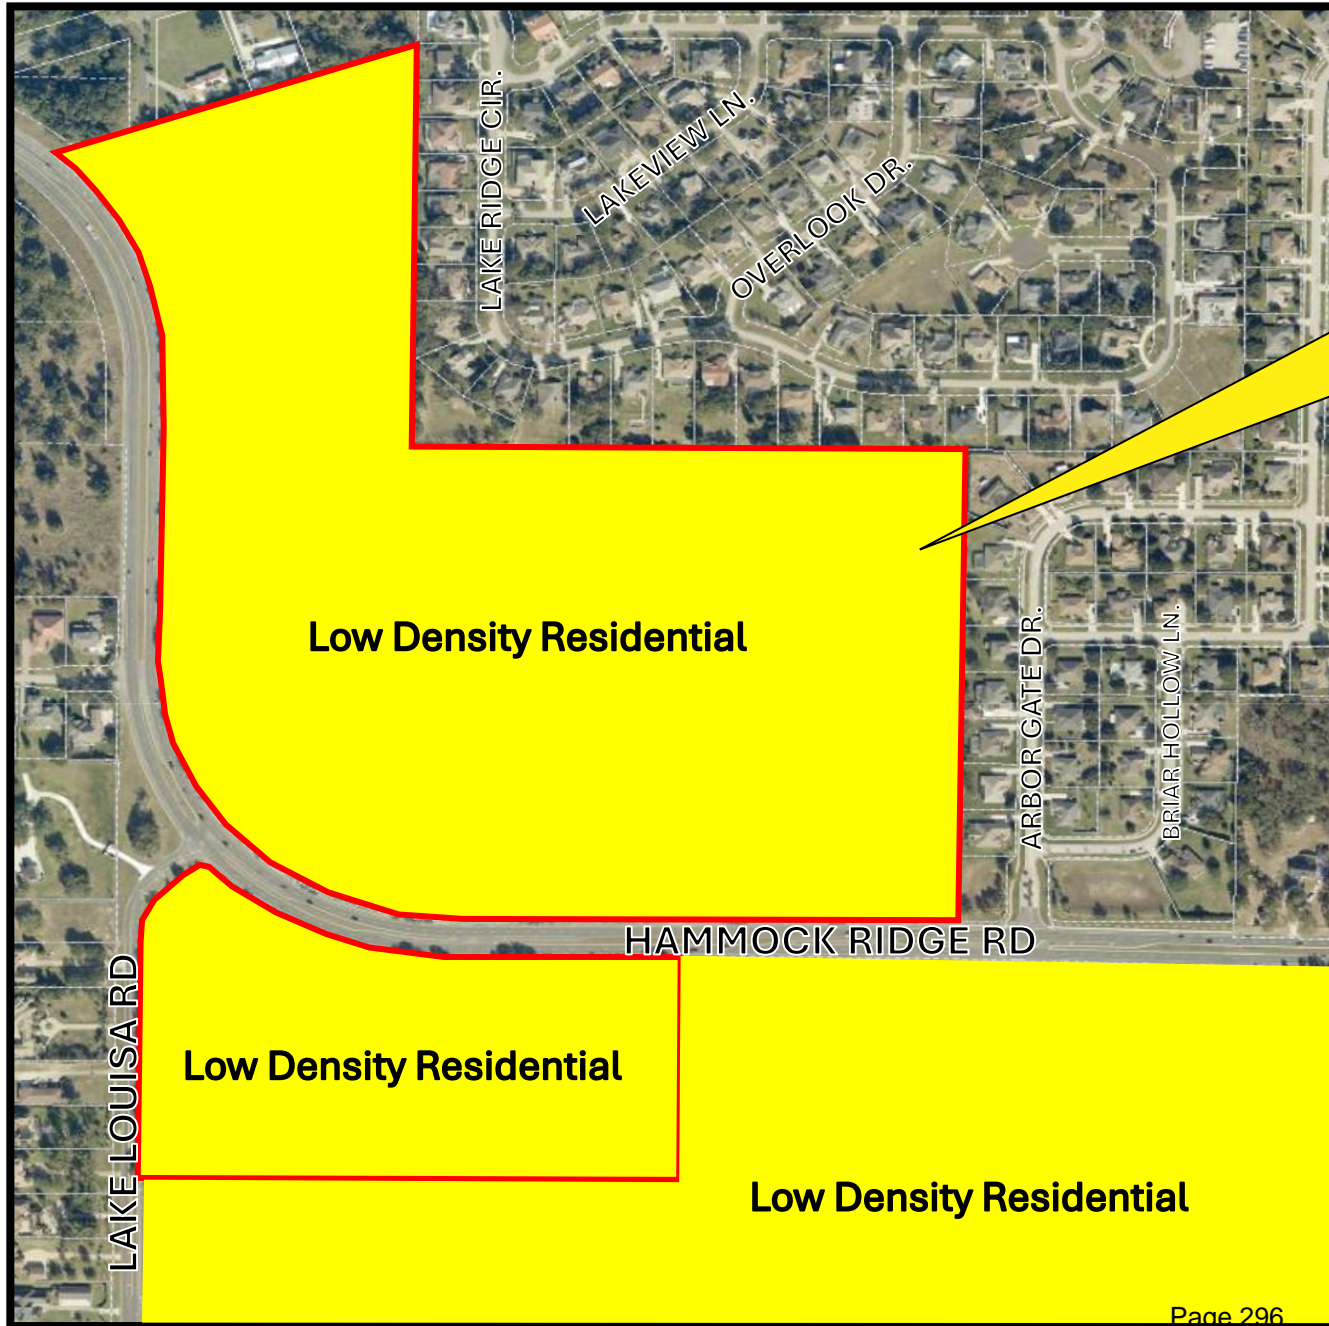 LAKE RIDGE CIR.
LAKEVIEW LN.
OVERLOOK DR.
Low Density Residential
ARBOR GATE DR.
BRIAR HOLLOW LN.
HAMMOCK RIDGE RD
LAKE LOUISA RD
Low Density Residential
Low Density Residential
Page 296